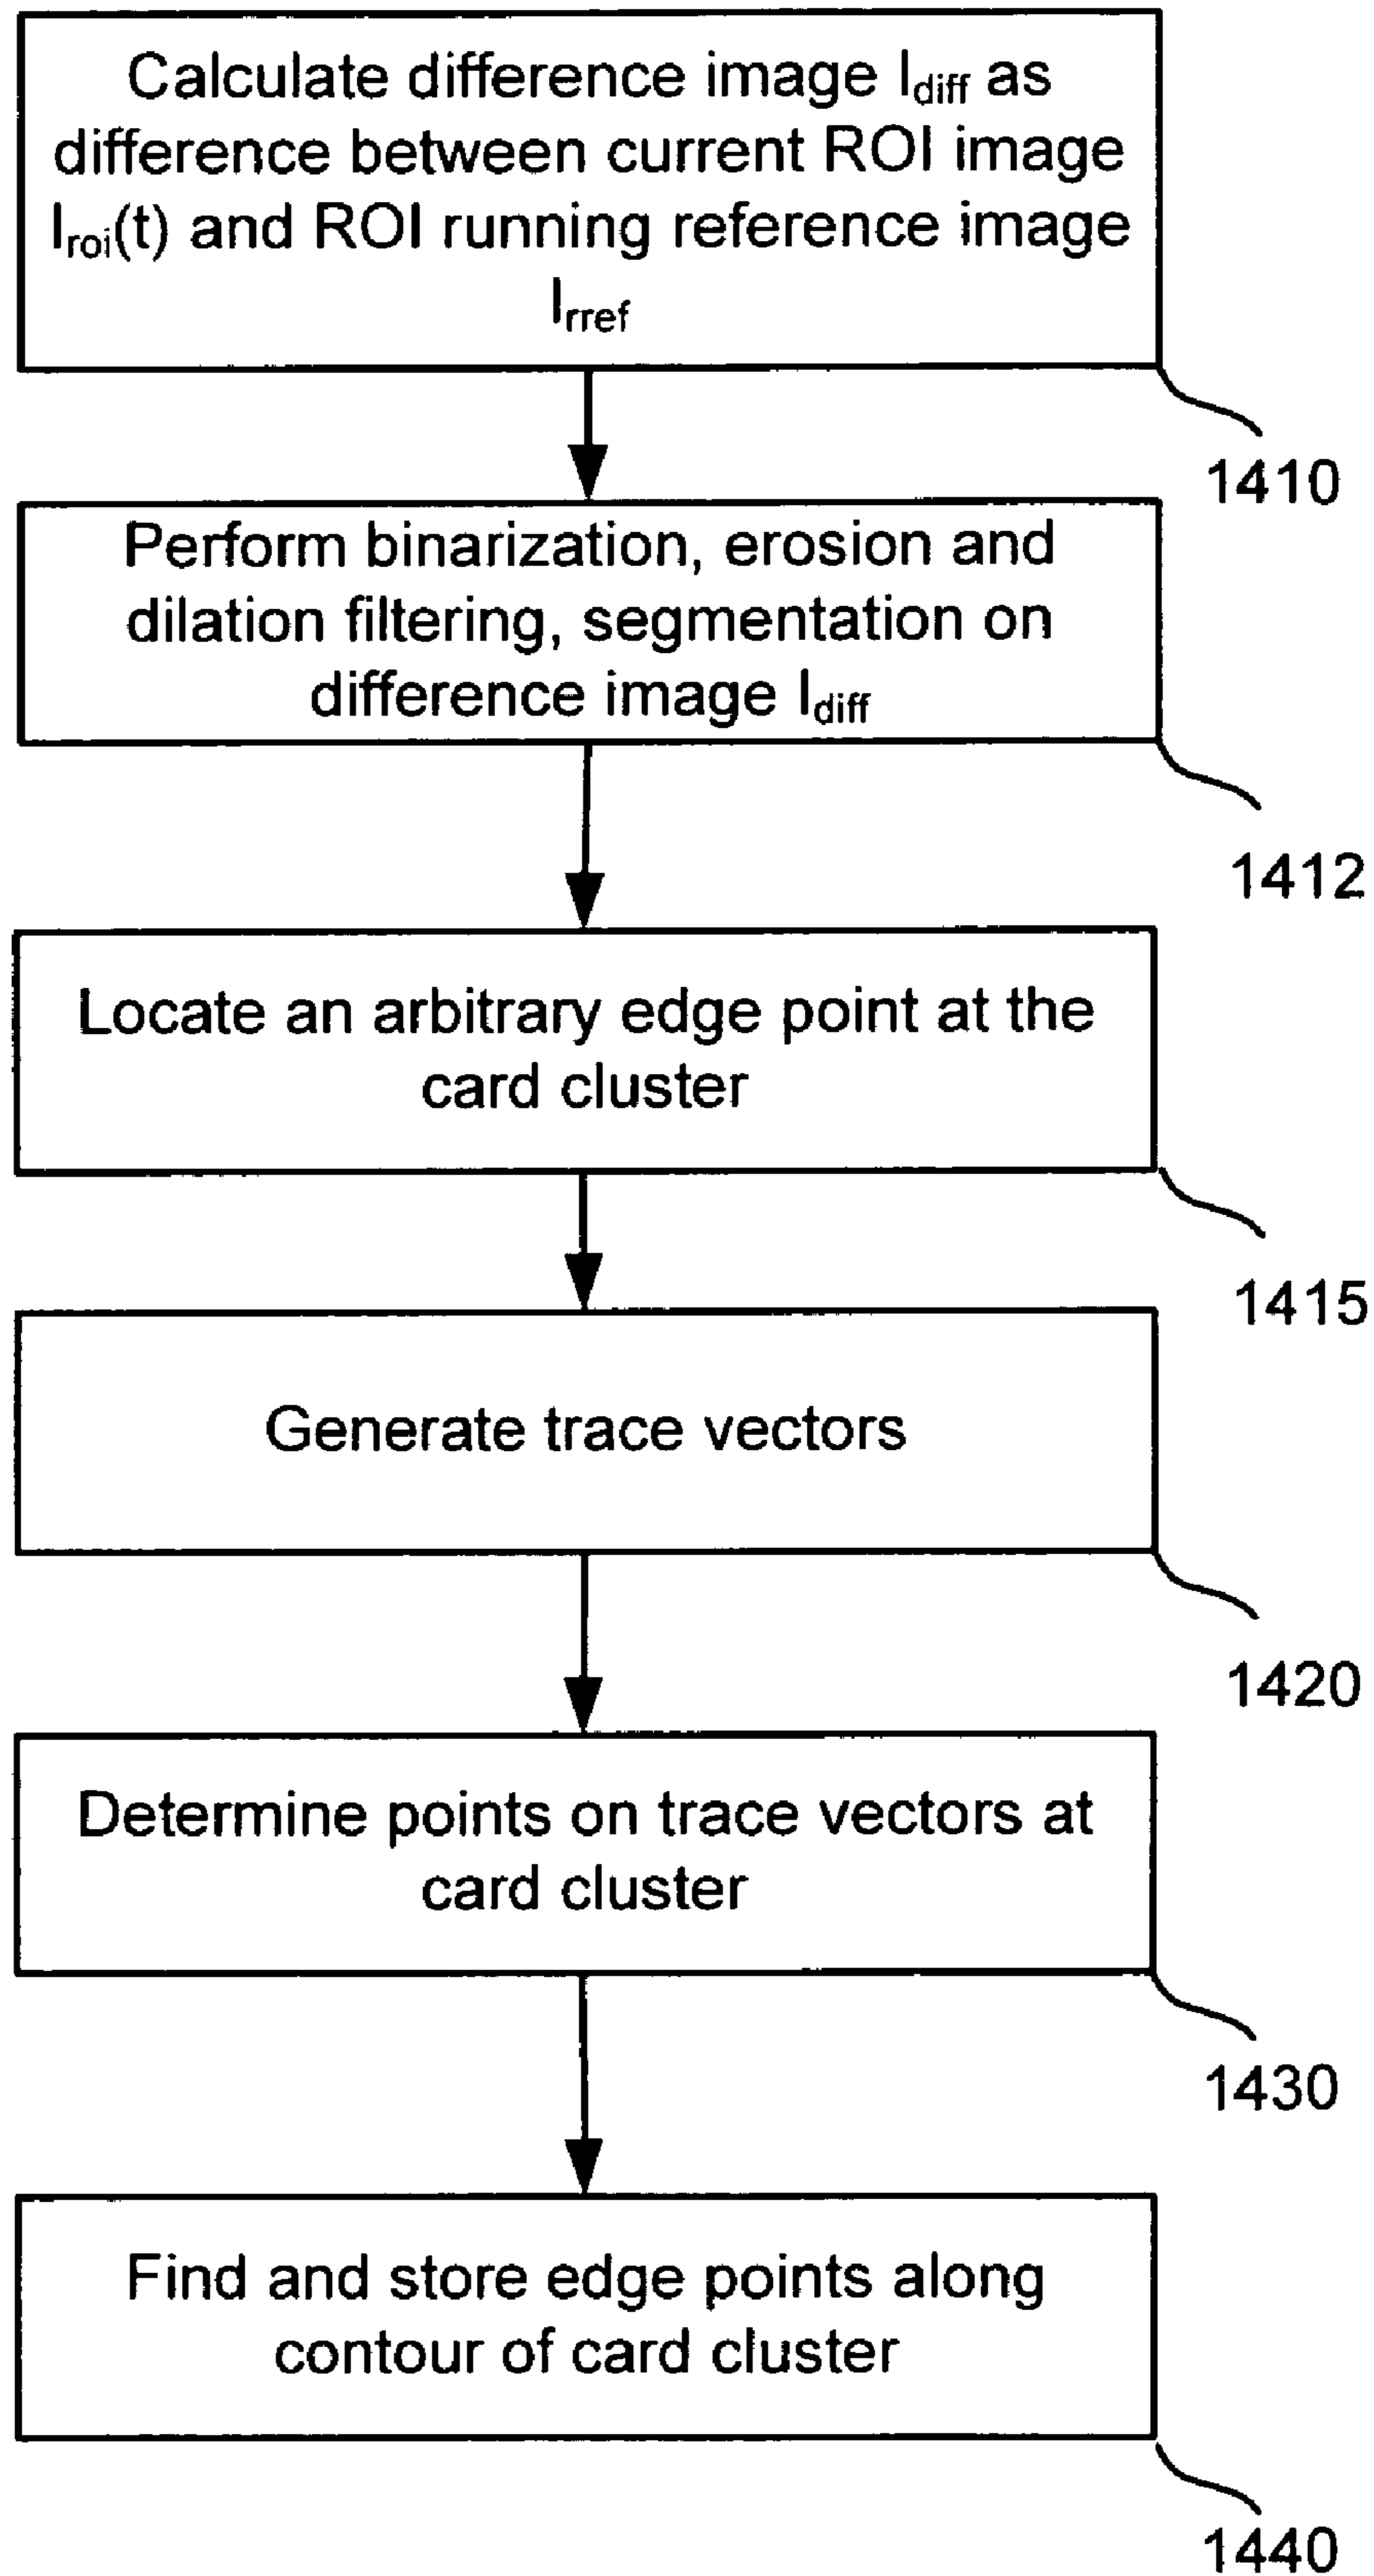 Calculate difference image Idiff as
difference between current ROI image
Iroi(t) and ROI running reference image
Irref
1410
Perform binarization, erosion and
dilation filtering, segmentation on
difference image Idiff
1412
Locate an arbitrary edge point at the
card cluster
1415
Generate trace vectors
1420
Determine points on trace vectors at
card cluster
1430
Find and store edge points along
contour of card cluster
1440